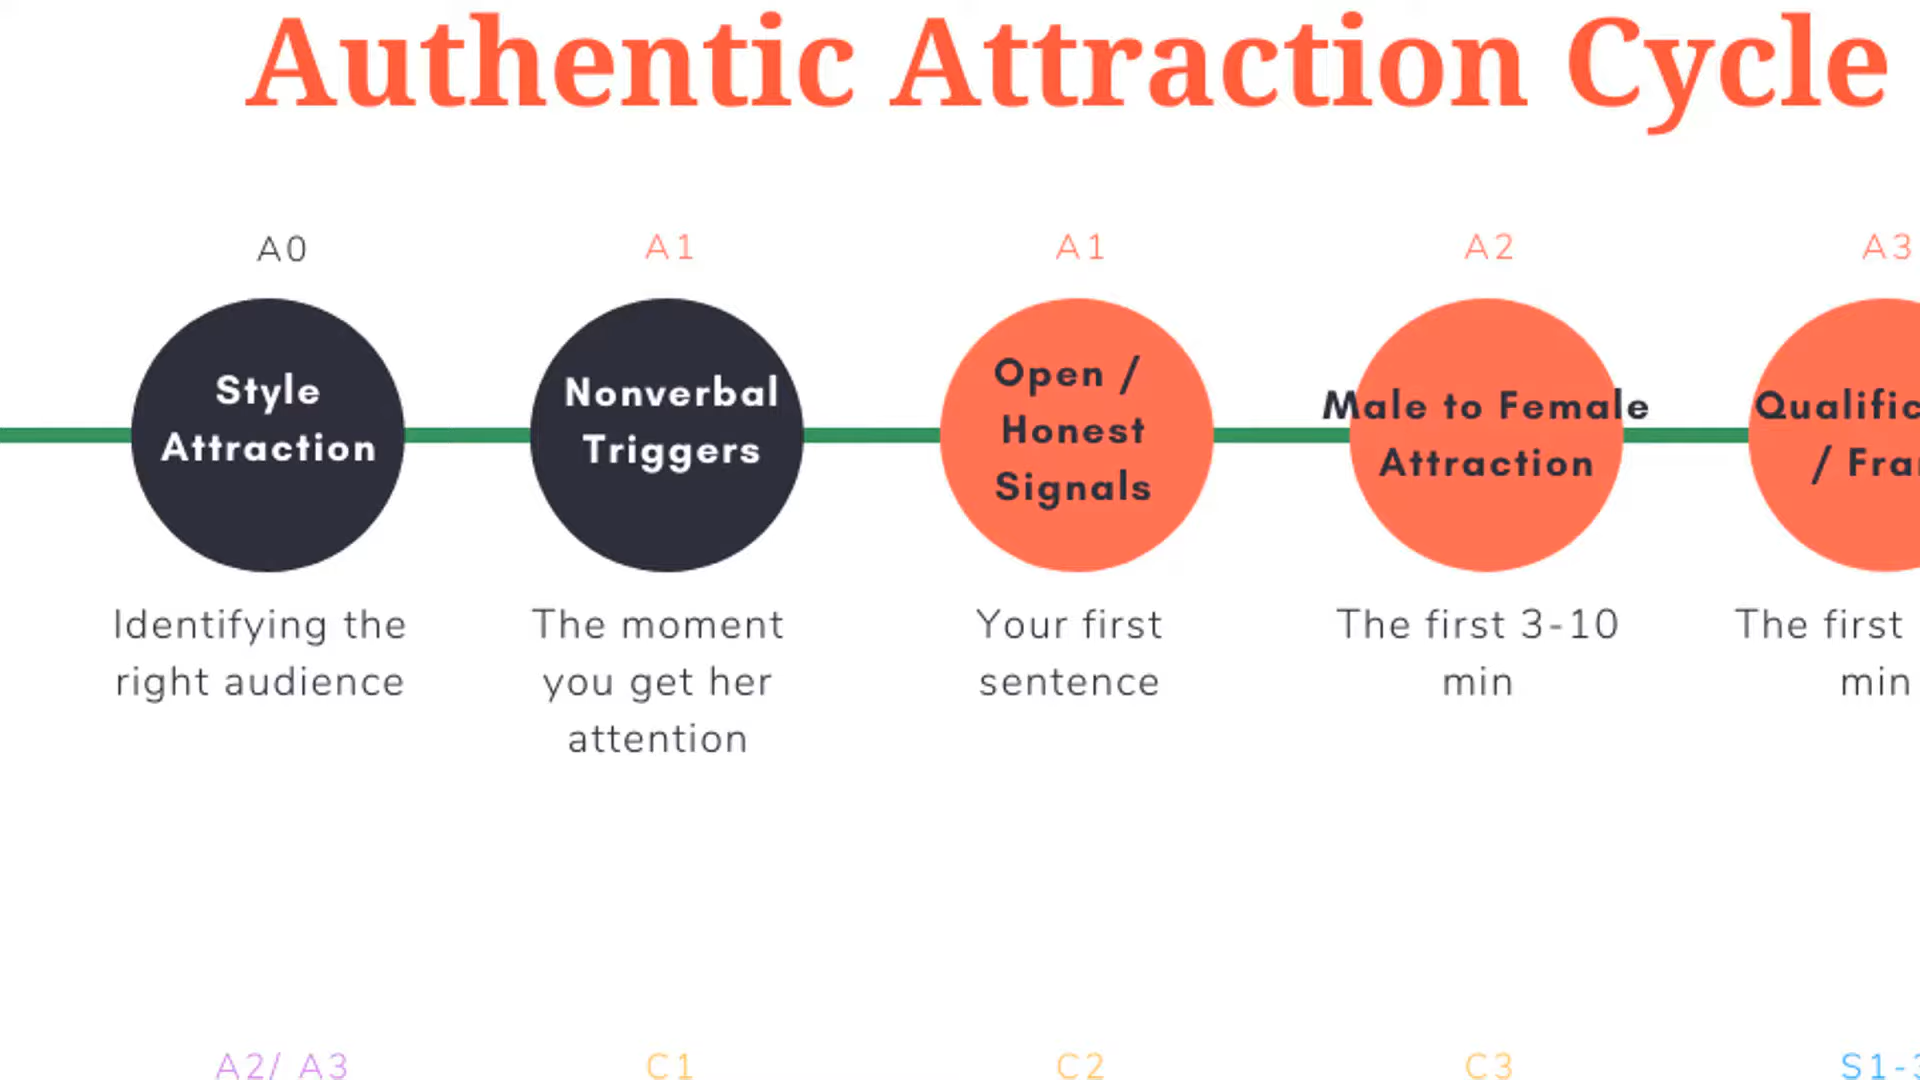 Authentic Attraction Cycle
A0
A1
A1
A2
A3
Style
Attraction
Nonverbal
Triggers
Open /
Honest
Signals
Male to Female
Attraction
/
Identifying the
right audience
The moment
you get her
attention
Your first
sentence
The first 3-10
min
The first
min
A2/ A3
C1
C2
C3